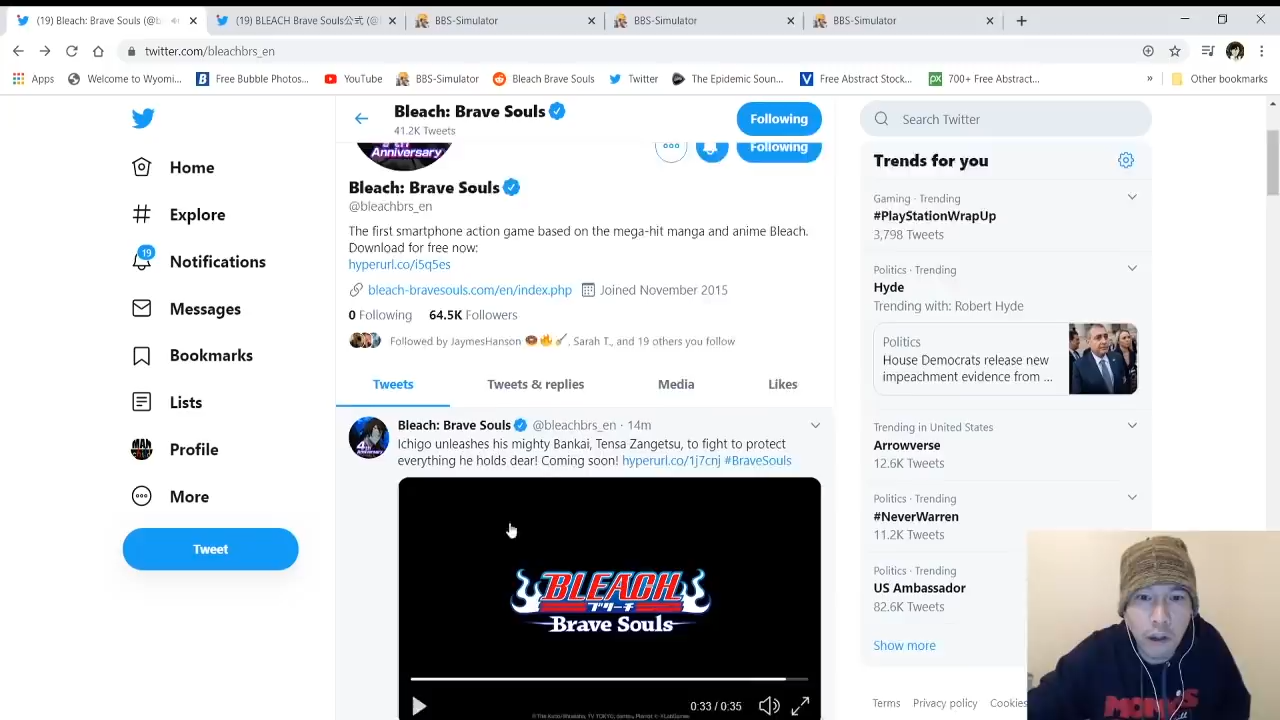 (19) Bleach: Brave Souls (@b
(19) BLEACH Brave Souls公式 (@
BBS-Simulator
BBS-Simulator
BBS-Simulator
twitter.com/bleachbrs_en
Apps
Welcome to Wyomi...
Free Bubble Photos...
YouTube
BBS-Simulator
Bleach Brave Souls
Twitter
The Epidemic Soun...
Free Abstract Stock...
700+ Free Abstract...
Other bookmarks
Home
Explore
19
Notifications
Messages
Bookmarks
Lists
Profile
More
Tweet
Bleach: Brave Souls
41.2K Tweets
Following
Anniversary
Following
Bleach: Brave Souls
@bleachbrs_en
The first smartphone action game based on the mega-hit manga and anime Bleach.
Download for free now:
hyperurl.co/i5q5es
bleach-bravesouls.com/en/index.php Joined November 2015
0 Following 64.5K Followers
Followed by JaymesHanson 🍩🔥🎸, Sarah T., and 19 others you follow
Tweets Tweets & replies Media Likes
4th Anniversary
Bleach: Brave Souls @bleachbrs_en · 14m
Ichigo unleashes his mighty Bankai, Tensa Zangetsu, to fight to protect
everything he holds dear! Coming soon! hyperurl.co/1j7cnj #BraveSouls
BLEACH
ブリーチ
Brave Souls
0:33 / 0:35
Search Twitter
Trends for you
Gaming · Trending
#PlayStationWrapUp
3,798 Tweets
Politics · Trending
Hyde
Trending with: Robert Hyde
Politics
House Democrats release new
impeachment evidence from ...
Trending in United States
Arrowverse
12.6K Tweets
Politics · Trending
#NeverWarren
11.2K Tweets
Politics · Trending
US Ambassador
82.6K Tweets
Show more
Terms Privacy policy Cookies